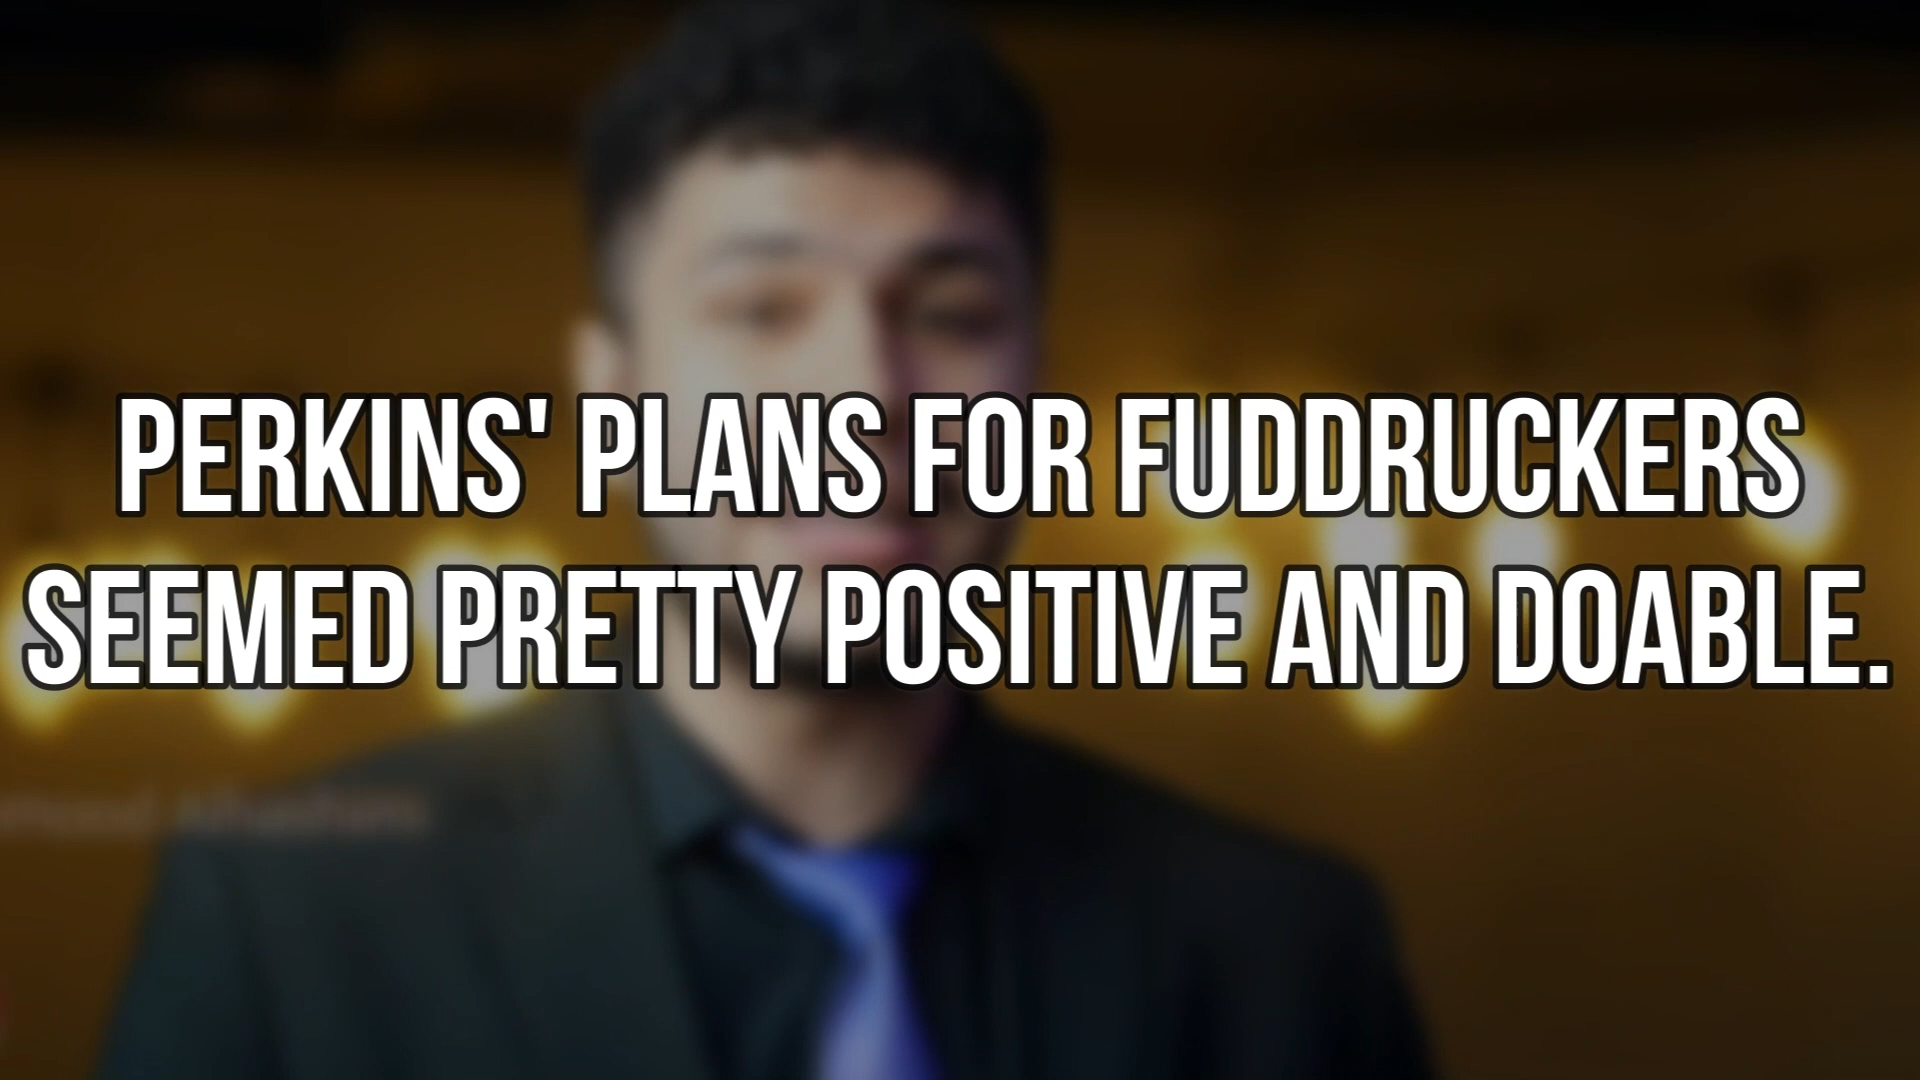 PERKINS' PLANS FOR FUDDRUCKERS
SEEMED PRETTY POSITIVE AND DOABLE.